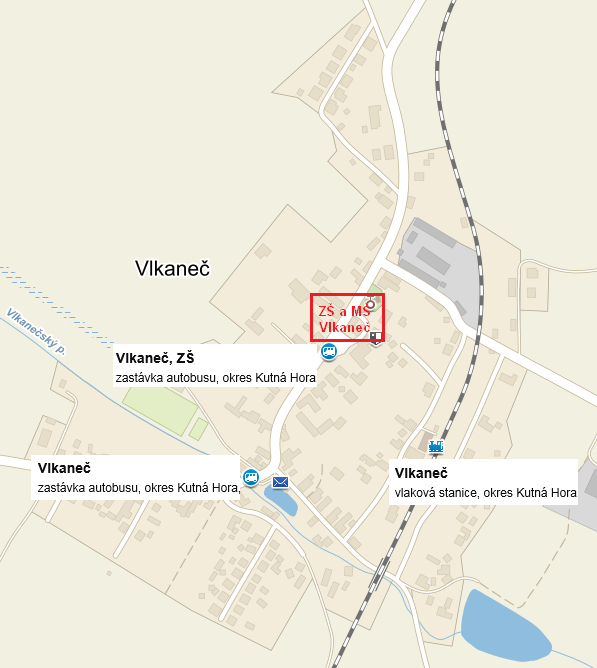 Vlkaneč
ZŠ a MŠ
Vlkaneč
Vlkanečský p.
Vlkaneč, ZŠ
zastávka autobusu, okres Kutná Hora
Vlkaneč
zastávka autobusu, okres Kutná Hora,
Vlkaneč
vlaková stanice, okres Kutná Hora